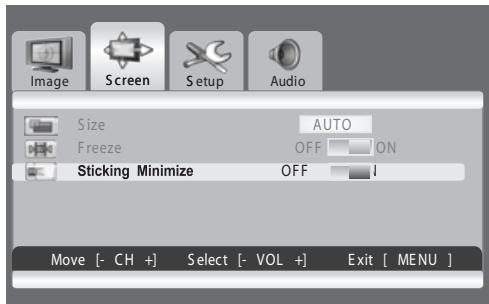 Image Screen Setup Audio
Size AUTO
Freeze OFF ON
Sticking Minimize OFF
Move [- CH +] Select [- VOL +] Exit [ MENU ]